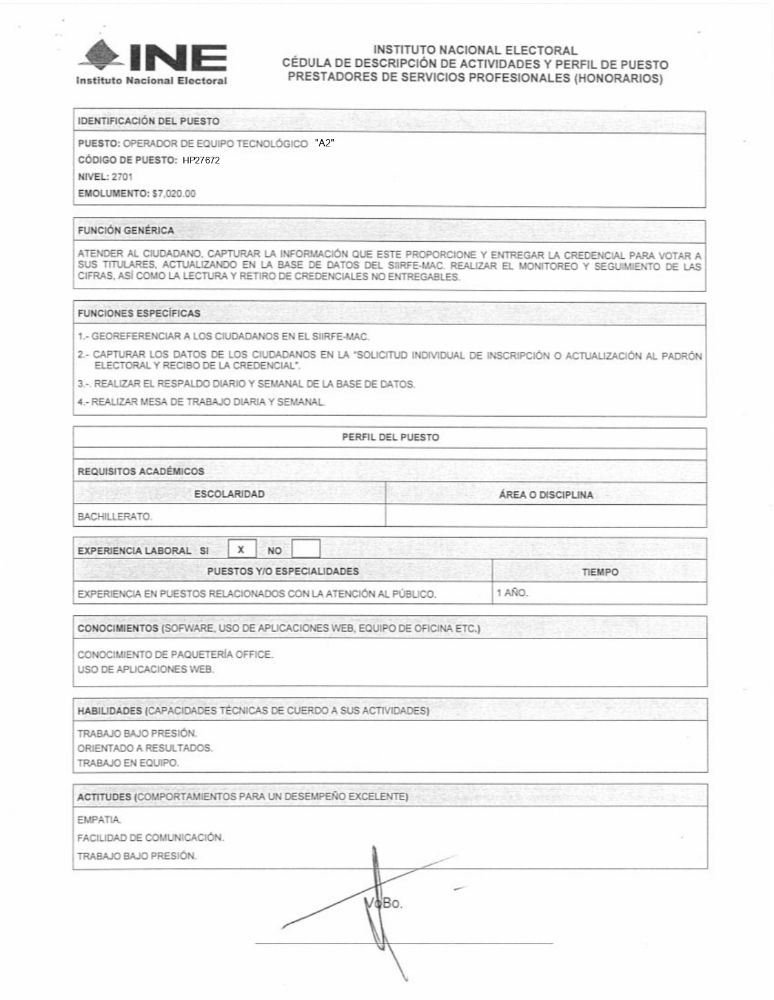 INE
Instituto Nacional Electoral
INSTITUTO NACIONAL ELECTORAL
CÉDULA DE DESCRIPCIÓN DE ACTIVIDADES Y PERFIL DE PUESTO
PRESTADORES DE SERVICIOS PROFESIONALES (HONORARIOS)
IDENTIFICACIÓN DEL PUESTO
PUESTO: OPERADOR DE EQUIPO TECNOLÓGICO "A2"
CÓDIGO DE PUESTO: HP27672
NIVEL: 2701
EMOLUMENTO: $7,020.00
FUNCIÓN GENÉRICA
ATENDER AL CIUDADANO, CAPTURAR LA INFORMACIÓN QUE ESTE PROPORCIONE Y ENTREGAR LA CREDENCIAL PARA VOTAR A
SUS TITULARES, ACTUALIZANDO EN LA BASE DE DATOS DEL SIIRFE-MAC. REALIZAR EL MONITOREO Y SEGUIMIENTO DE LAS
CIFRAS, ASÍ COMO LA LECTURA Y RETIRO DE CREDENCIALES NO ENTREGABLES.
FUNCIONES ESPECÍFICAS
1.- GEOREFERENCIAR A LOS CIUDADANOS EN EL SIIRFE-MAC.
2.- CAPTURAR LOS DATOS DE LOS CIUDADANOS EN LA "SOLICITUD INDIVIDUAL DE INSCRIPCIÓN O ACTUALIZACIÓN AL PADRÓN
ELECTORAL Y RECIBO DE LA CREDENCIAL".
3.-. REALIZAR EL RESPALDO DIARIO Y SEMANAL DE LA BASE DE DATOS.
4.- REALIZAR MESA DE TRABAJO DIARIA Y SEMANAL.
PERFIL DEL PUESTO
REQUISITOS ACADÉMICOS
ESCOLARIDAD ÁREA O DISCIPLINA
BACHILLERATO.
EXPERIENCIA LABORAL SI X NO
PUESTOS Y/O ESPECIALIDADES TIEMPO
EXPERIENCIA EN PUESTOS RELACIONADOS CON LA ATENCIÓN AL PÚBLICO. 1 AÑO.
CONOCIMIENTOS (SOFWARE, USO DE APLICACIONES WEB, EQUIPO DE OFICINA ETC.)
CONOCIMIENTO DE PAQUETERÍA OFFICE.
USO DE APLICACIONES WEB.
HABILIDADES (CAPACIDADES TÉCNICAS DE CUERDO A SUS ACTIVIDADES)
TRABAJO BAJO PRESIÓN.
ORIENTADO A RESULTADOS.
TRABAJO EN EQUIPO.
ACTITUDES (COMPORTAMIENTOS PARA UN DESEMPEÑO EXCELENTE)
EMPATIA.
FACILIDAD DE COMUNICACIÓN.
TRABAJO BAJO PRESIÓN.
VoBo.